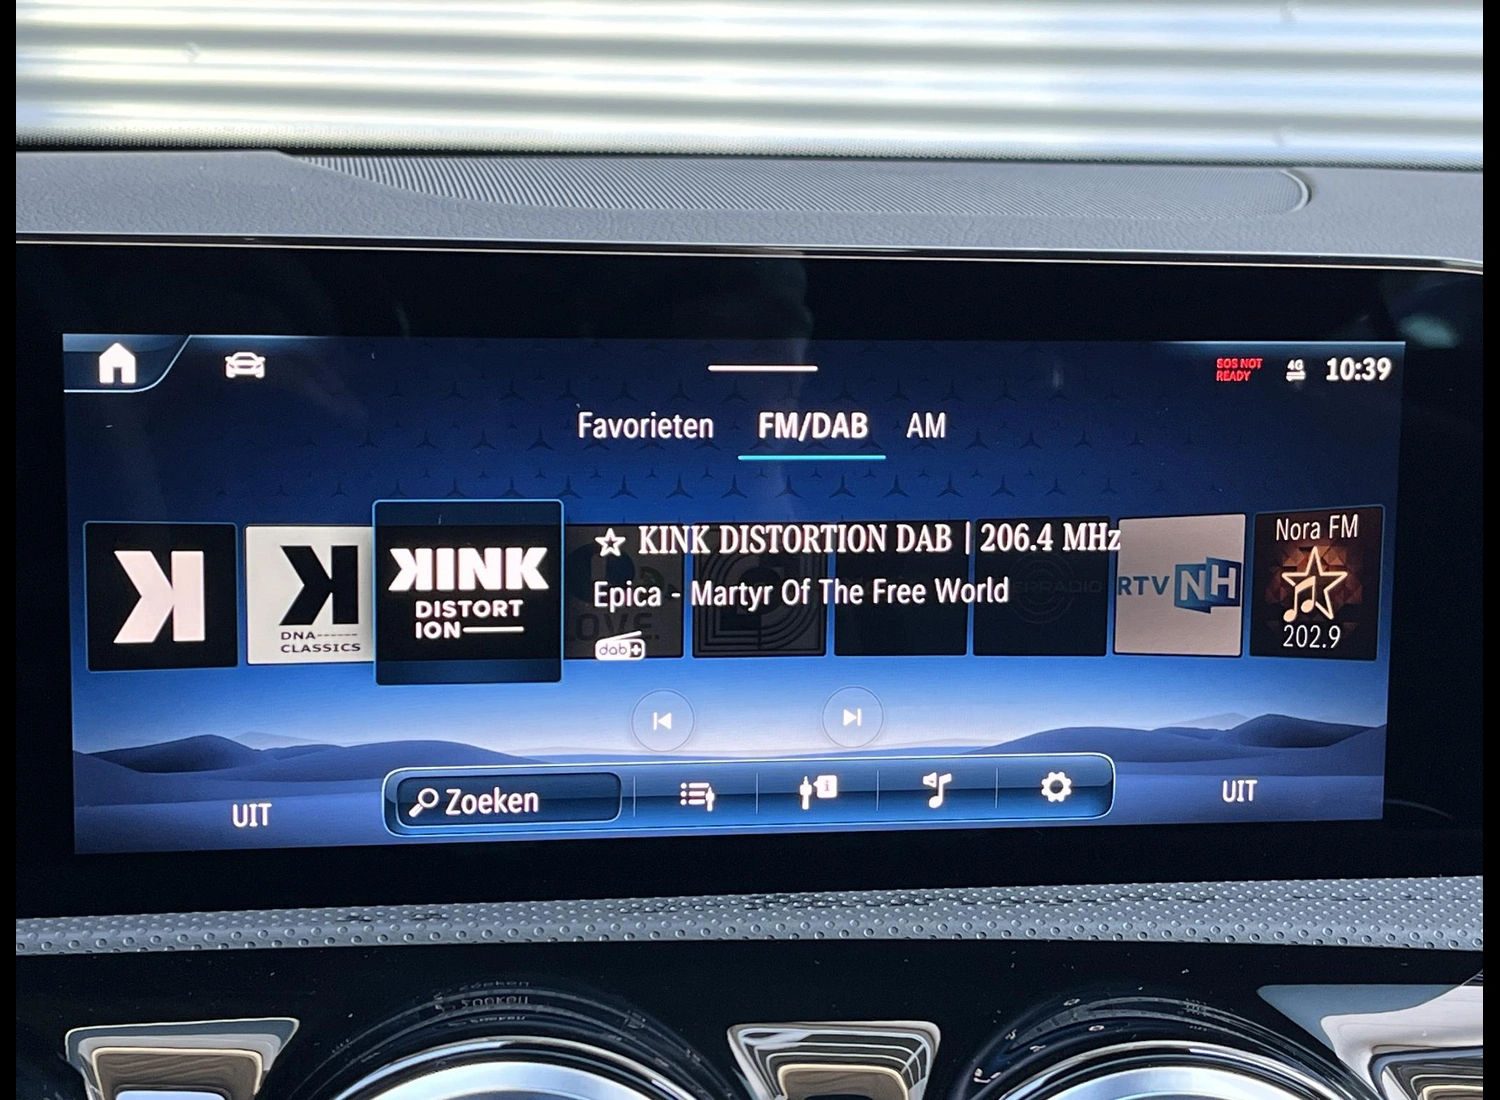 SOS NOT
READY
4G
10:39
Favorieten
FM/DAB
AM
K
K
DNA
CLASSICS
KINK
DISTORT
ION
☆ KINK DISTORTION DAB | 206.4 MHz
Epica - Martyr Of The Free World
dab+
RTV NH
Nora FM
202.9
UIT
Zoeken
UIT